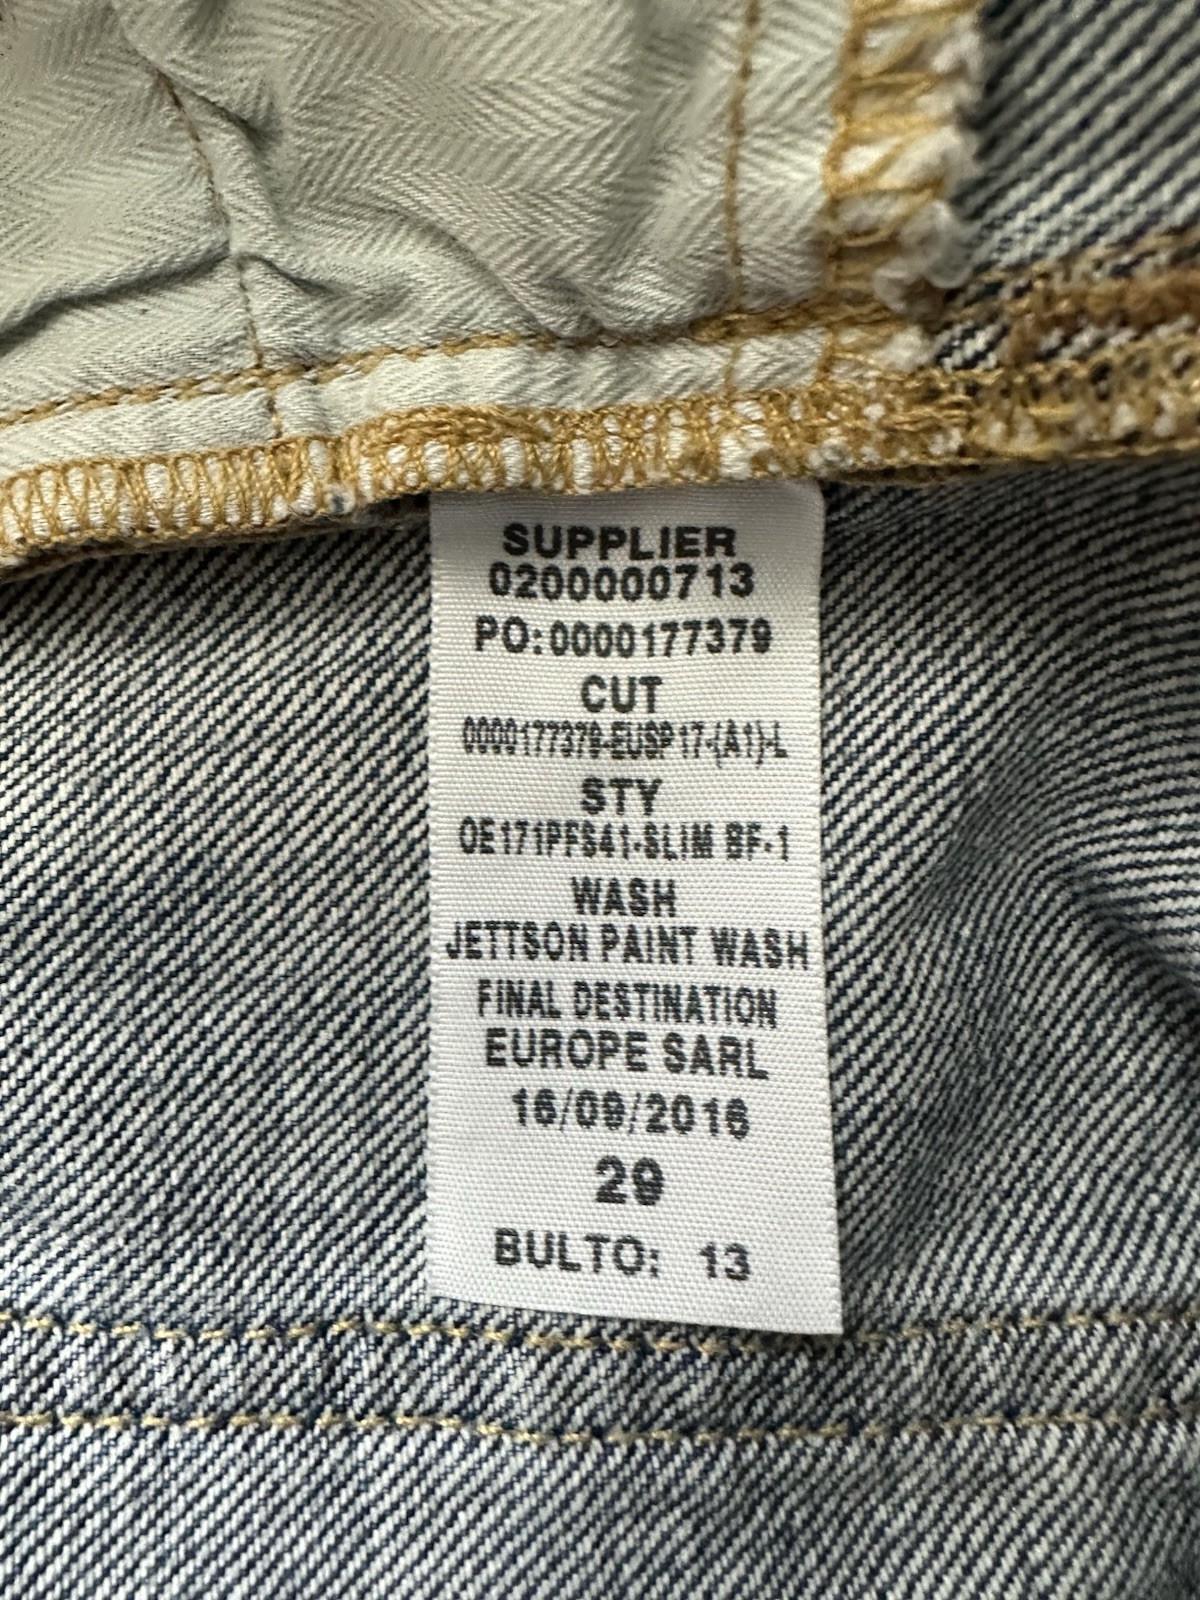 SUPPLIER
0200000713
PO:0000177379
CUT
0000177379-EUSP17-(A1)-L
STY
OE171PFS41-SLIM BF-1
WASH
JETTSON PAINT WASH
FINAL DESTINATION
EUROPE SARL
16/09/2016
29
BULTO: 13